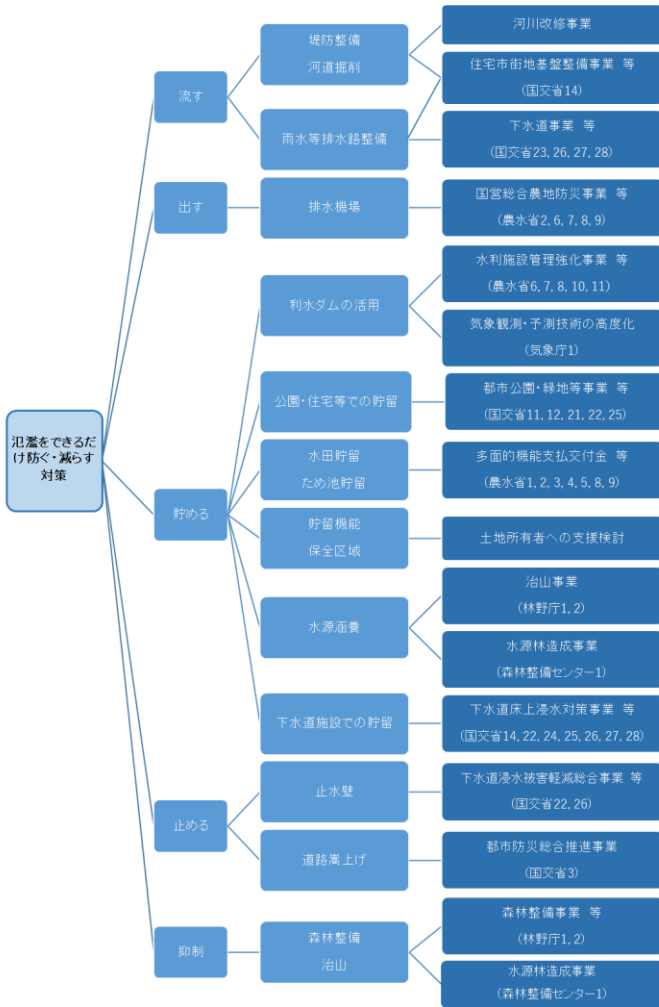 氾濫をできるだ
け防ぐ・減らす
対策
流す
堤防整備
河道掘削
河川改修事業
住宅市街地基盤整備事業 等
(国交省14)
雨水等排水路整備
下水道事業 等
(国交省23, 26, 27, 28)
出す
排水機場
国営総合農地防災事業 等
(農水省2, 6, 7, 8, 9)
貯める
利水ダムの活用
水利施設管理強化事業 等
(農水省6, 7, 8, 10, 11)
気象観測・予測技術の高度化
(気象庁1)
公園・住宅等での貯留
都市公園・緑地等事業 等
(国交省11, 12, 21, 22, 25)
水田貯留
ため池貯留
多面的機能支払交付金 等
(農水省1, 2, 3, 4, 5, 8, 9)
貯留機能
保全区域
土地所有者への支援検討
水源涵養
治山事業
(林野庁1, 2)
水源林造成事業
(森林整備センター1)
下水道施設での貯留
下水道床上浸水対策事業 等
(国交省14, 22, 24, 25, 26, 27, 28)
止める
止水壁
下水道浸水被害軽減総合事業 等
(国交省22, 26)
道路嵩上げ
都市防災総合推進事業
(国交省3)
抑制
森林整備
治山
森林整備事業 等
(林野庁1, 2)
水源林造成事業
(森林整備センター1)